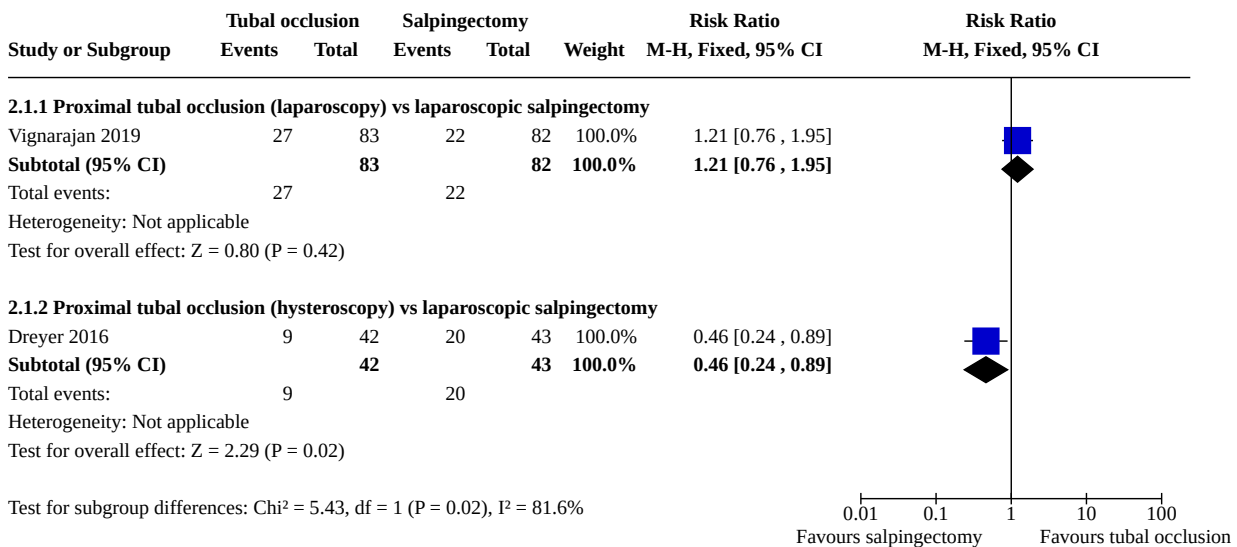 Tubal occlusion Salpingectomy Risk Ratio Risk Ratio
Study or Subgroup Events Total Events Total Weight M-H, Fixed, 95% CI M-H, Fixed, 95% CI
2.1.1 Proximal tubal occlusion (laparoscopy) vs laparoscopic salpingectomy
Vignarajan 2019 27 83 22 82 100.0% 1.21 [0.76 , 1.95]
Subtotal (95% CI) 83 82 100.0% 1.21 [0.76 , 1.95]
Total events: 27 22
Heterogeneity: Not applicable
Test for overall effect: Z = 0.80 (P = 0.42)
2.1.2 Proximal tubal occlusion (hysteroscopy) vs laparoscopic salpingectomy
Dreyer 2016 9 42 20 43 100.0% 0.46 [0.24 , 0.89]
Subtotal (95% CI) 42 43 100.0% 0.46 [0.24 , 0.89]
Total events: 9 20
Heterogeneity: Not applicable
Test for overall effect: Z = 2.29 (P = 0.02)
Test for subgroup differences: Chi² = 5.43, df = 1 (P = 0.02), I² = 81.6%
0.01 0.1 1 10 100
Favours salpingectomy Favours tubal occlusion